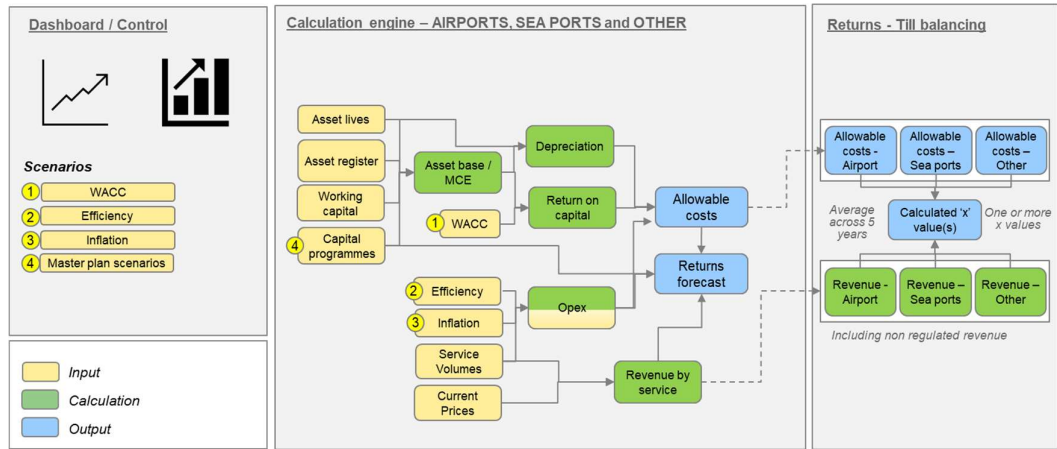 Dashboard / Control
Scenarios
1 WACC
2 Efficiency
3 Inflation
4 Master plan scenarios
Input
Calculation
Output
Calculation engine – AIRPORTS, SEA PORTS and OTHER
Asset lives
Asset register
Working
capital
4 Capital
programmes
Asset base /
MCE
1 WACC
Depreciation
Return on
capital
Allowable
costs
Returns
forecast
2 Efficiency
3 Inflation
Service
Volumes
Current
Prices
Opex
Revenue by
service
Returns - Till balancing
Allowable
costs -
Airport
Allowable
costs –
Sea ports
Allowable
costs –
Other
Average
across 5
years
Calculated ‘x’
value(s)
One or more
x values
Revenue -
Airport
Revenue –
Sea ports
Revenue –
Other
Including non regulated revenue